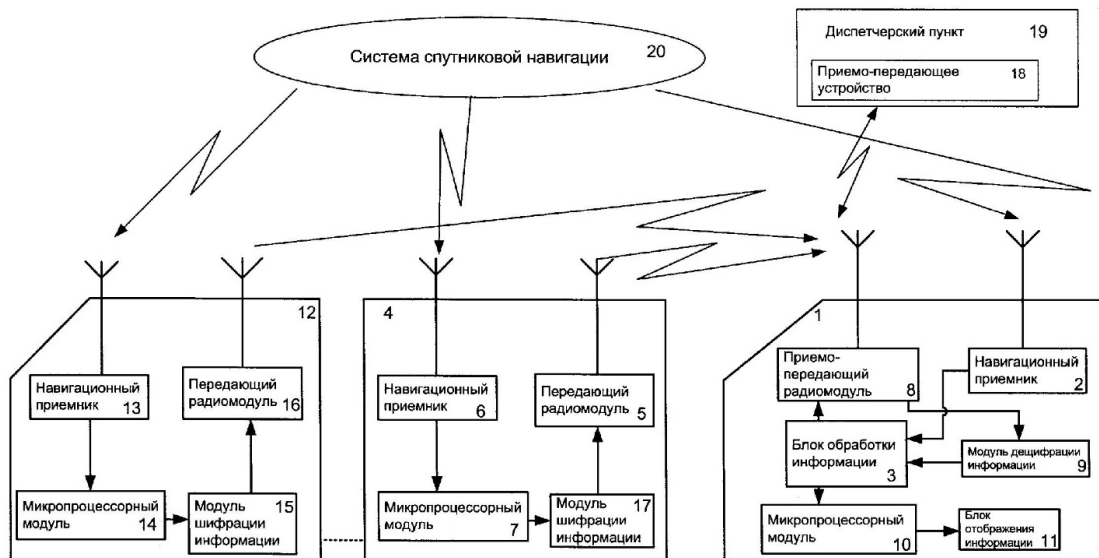 Система спутниковой навигации
20
Диспетчерский пункт
19
Приемо-передающее
устройство
18
12
Навигационный
приемник
13
Передающий
радиомодуль
16
Микропроцессорный
модуль
14
15
Модуль
шифрации
информации
4
Навигационный
приемник
6
Передающий
радиомодуль
5
Микропроцессорный
модуль
7
17
Модуль
шифрации
информации
1
Приемо-
передающий
радиомодуль
8
Навигационный
приемник
2
Блок обработки
информации
3
Модуль дещифрации
информации
9
Микропроцессорный
модуль
10
Блок
отображения
информации
11